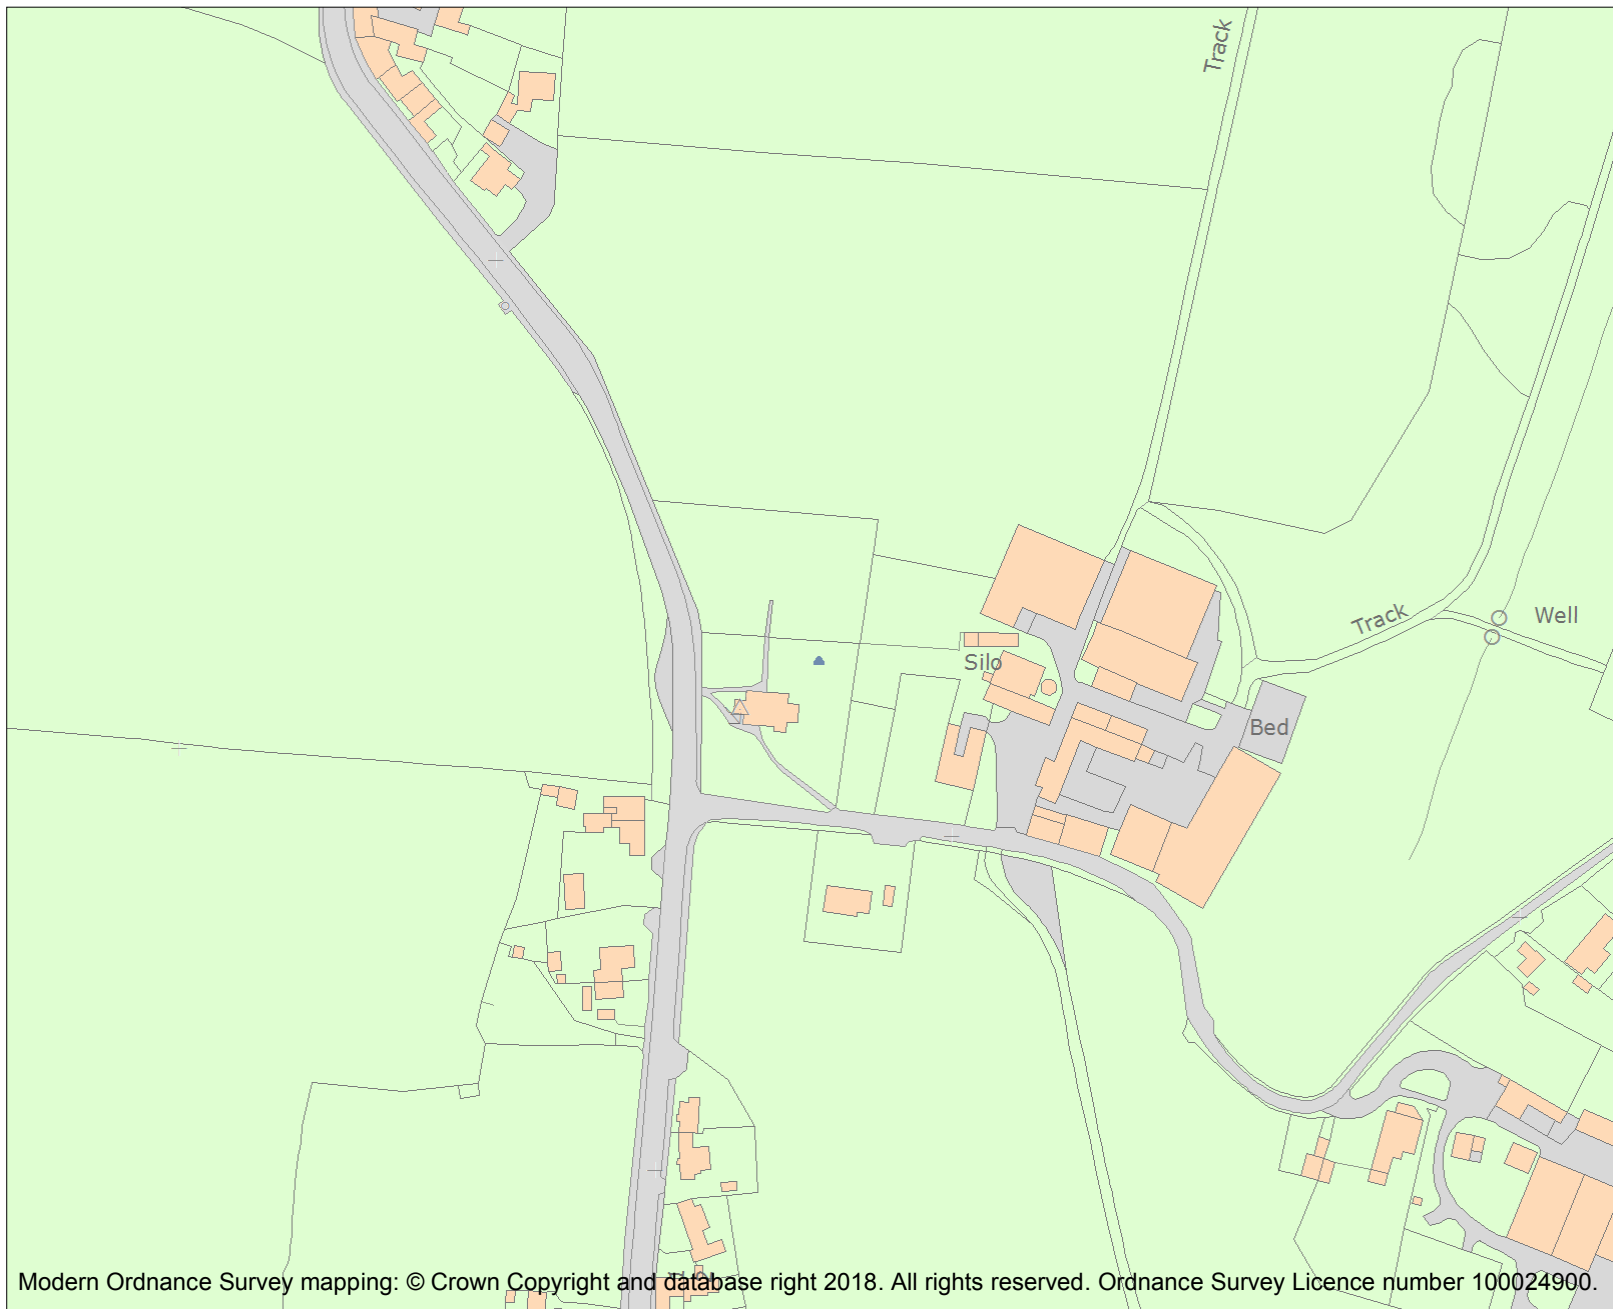 Track
Silo
Track
Well
Bed
Modern Ordnance Survey mapping: © Crown Copyright and database right 2018. All rights reserved. Ordnance Survey Licence number 100024900.